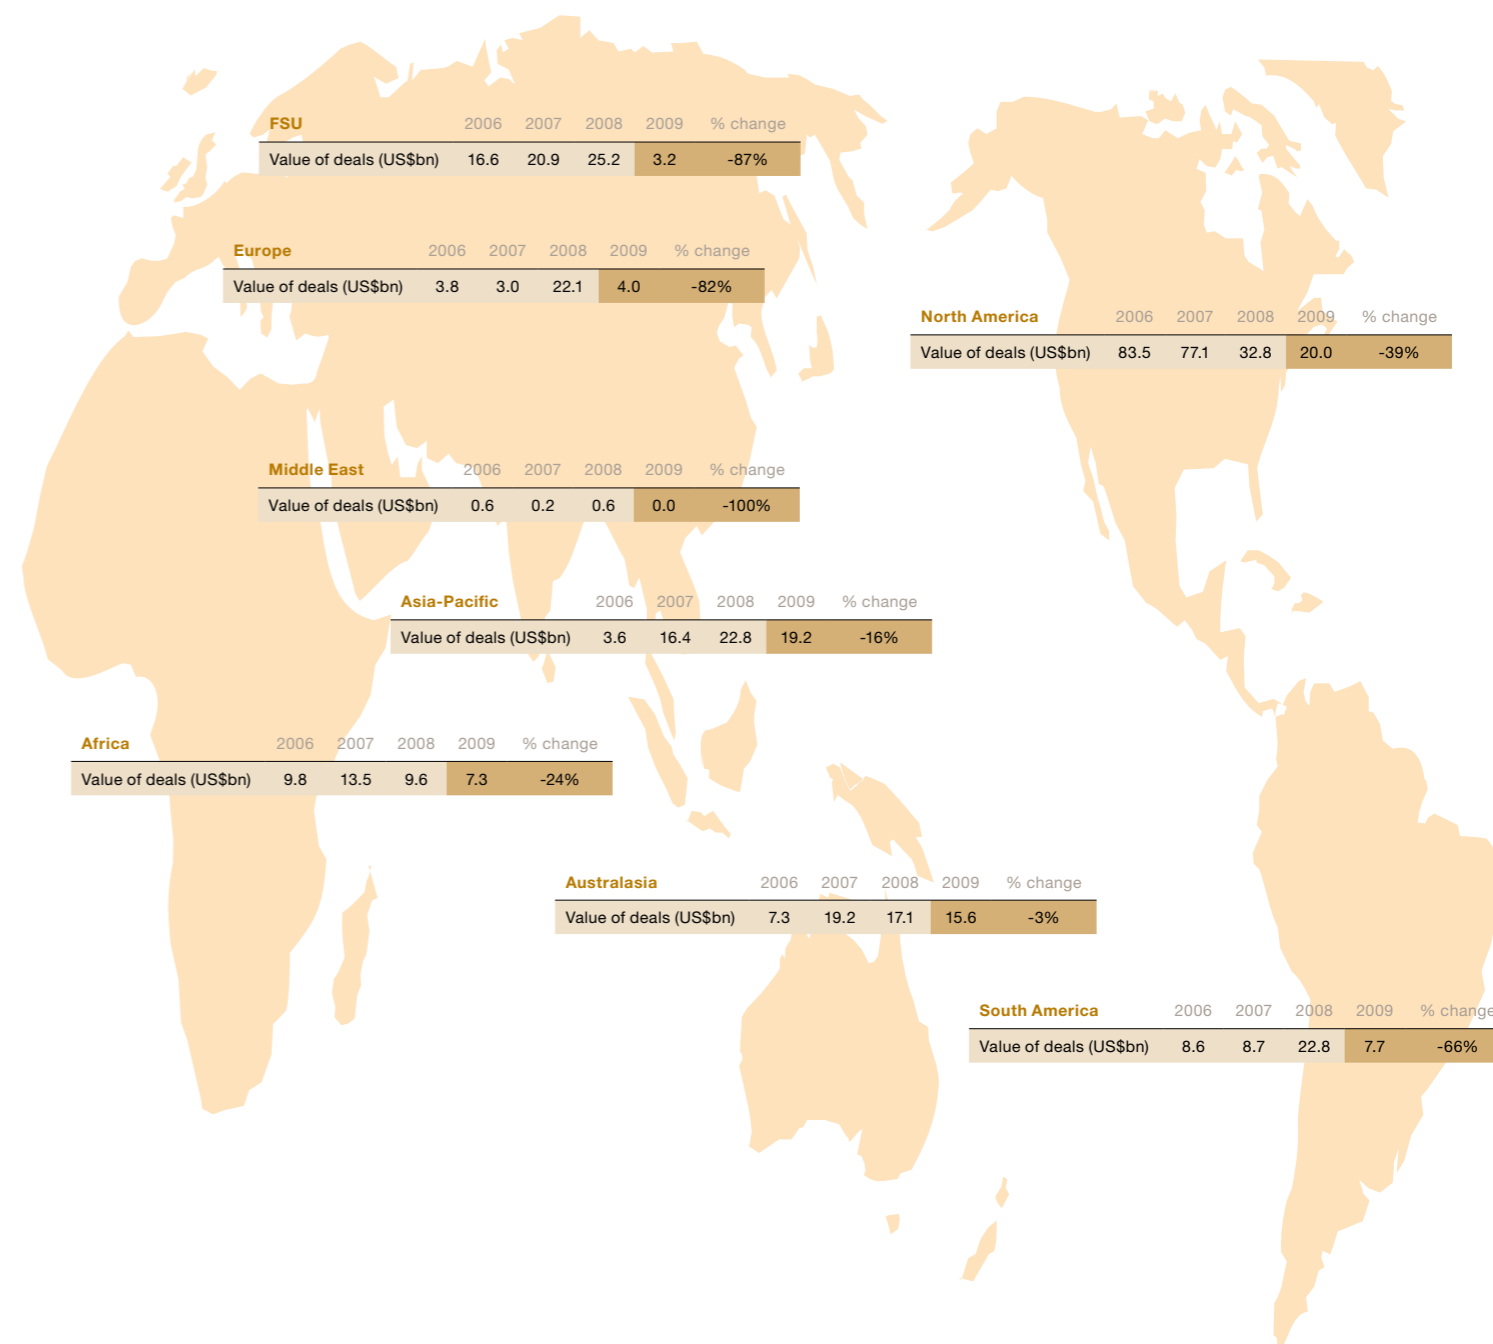 FSU 2006 2007 2008 2009 % change
Value of deals (US$bn) 16.6 20.9 25.2 3.2 -87%
Europe 2006 2007 2008 2009 % change
Value of deals (US$bn) 3.8 3.0 22.1 4.0 -82%
North America 2006 2007 2008 2009 % change
Value of deals (US$bn) 83.5 77.1 32.8 20.0 -39%
Middle East 2006 2007 2008 2009 % change
Value of deals (US$bn) 0.6 0.2 0.6 0.0 -100%
Asia-Pacific 2006 2007 2008 2009 % change
Value of deals (US$bn) 3.6 16.4 22.8 19.2 -16%
Africa 2006 2007 2008 2009 % change
Value of deals (US$bn) 9.8 13.5 9.6 7.3 -24%
Australasia 2006 2007 2008 2009 % change
Value of deals (US$bn) 7.3 19.2 17.1 15.6 -3%
South America 2006 2007 2008 2009 % change
Value of deals (US$bn) 8.6 8.7 22.8 7.7 -66%